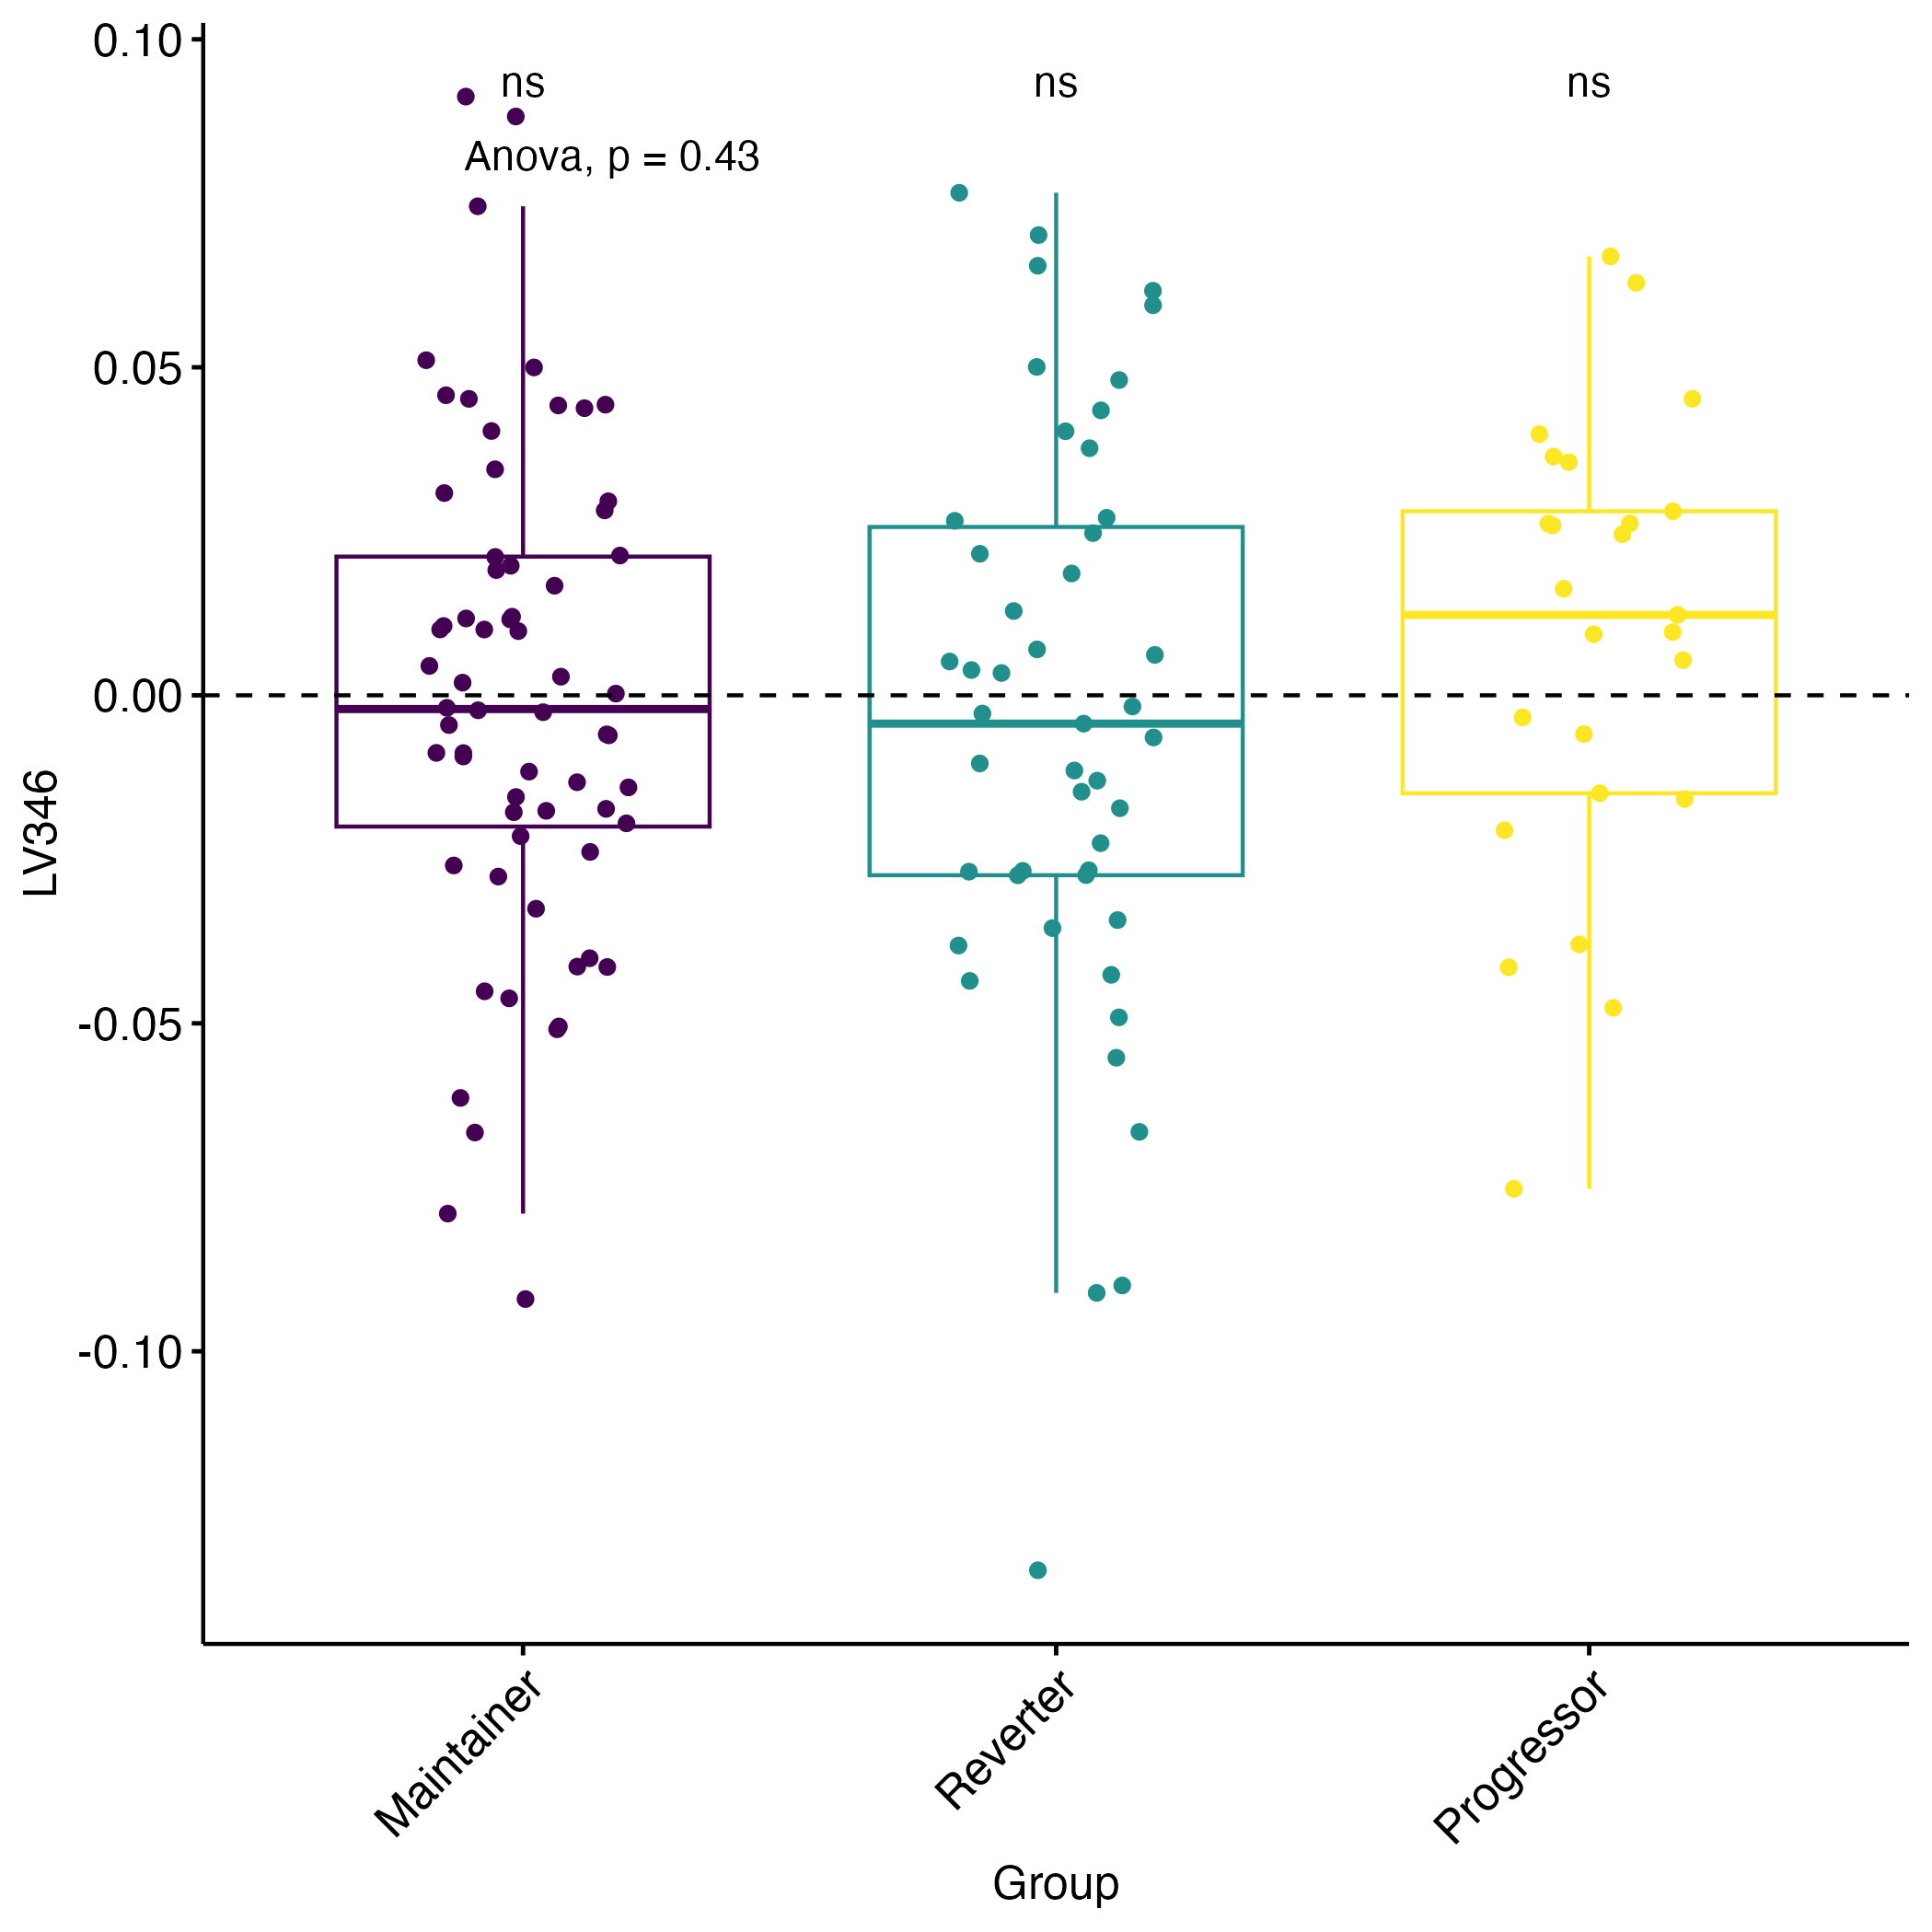 0.10
ns ns ns
Anova, p = 0.43
0.05
0.00
LV346
-0.05
-0.10
Maintainer Reverter Progressor
Group